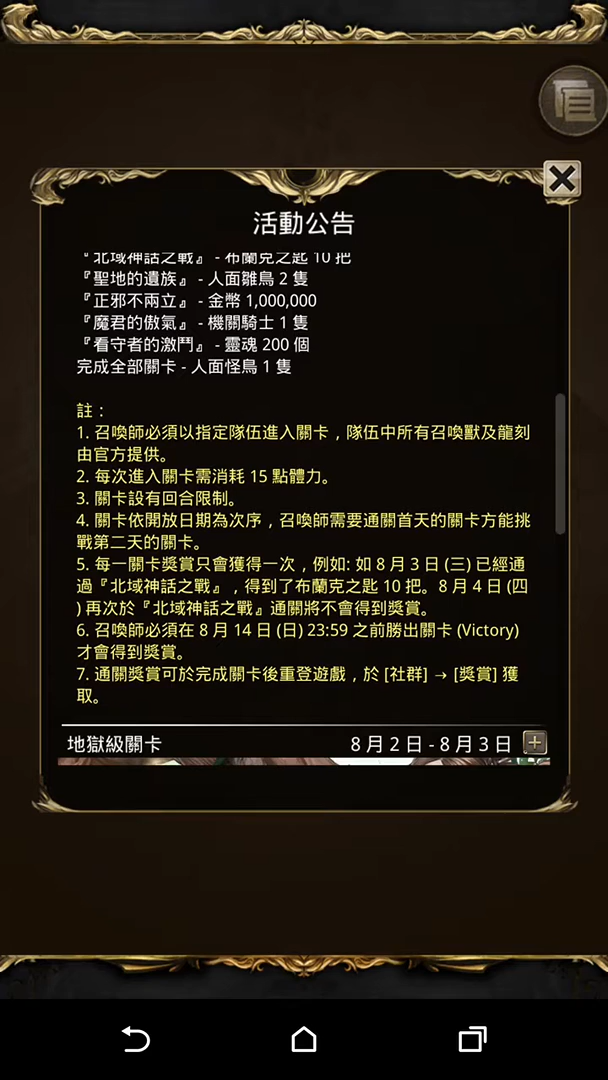 活動公告
『北域神話之戰』 - 布蘭克之匙 10 把
『聖地的遺族』 - 人面雛鳥 2 隻
『正邪不兩立』 - 金幣 1,000,000
『魔君的傲氣』 - 機關騎士 1 隻
『看守者的激鬥』 - 靈魂 200 個
完成全部關卡 - 人面怪鳥 1 隻
註：
1. 召喚師必須以指定隊伍進入關卡，隊伍中所有召喚獸及龍刻
由官方提供。
2. 每次進入關卡需消耗 15 點體力。
3. 關卡設有回合限制。
4. 關卡依開放日期為次序，召喚師需要通關首天的關卡方能挑
戰第二天的關卡。
5. 每一關卡獎賞只會獲得一次，例如: 如 8 月 3 日 (三) 已經通
過『北域神話之戰』，得到了布蘭克之匙 10 把。8 月 4 日 (四
) 再次於『北域神話之戰』通關將不會得到獎賞。
6. 召喚師必須在 8 月 14 日 (日) 23:59 之前勝出關卡 (Victory)
才會得到獎賞。
7. 通關獎賞可於完成關卡後重登遊戲，於 [社群] → [獎賞] 獲
取。
地獄級關卡 8 月 2 日 - 8 月 3 日